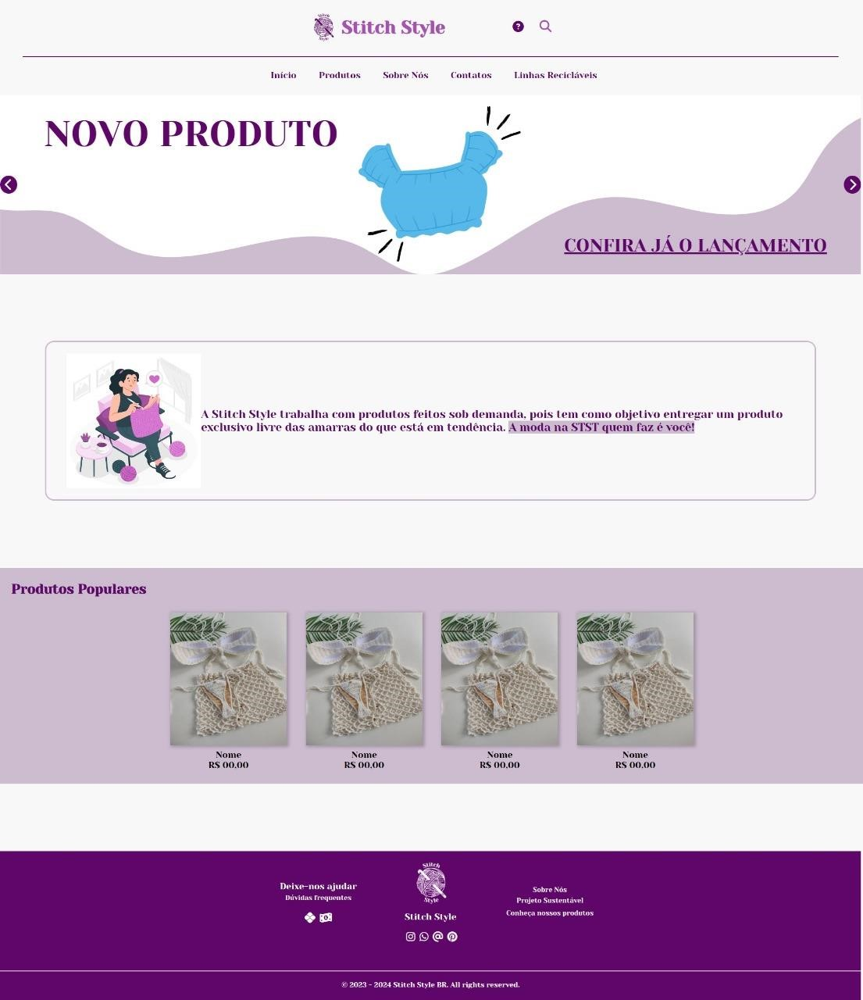 Stitch
Style
Stitch Style
Início Produtos Sobre Nós Contatos Linhas Recicláveis
NOVO PRODUTO
CONFIRA JÁ O LANÇAMENTO
A Stitch Style trabalha com produtos feitos sob demanda, pois tem como objetivo entregar um produto
exclusivo livre das amarras do que está em tendência. A moda na STST quem faz é você!
Produtos Populares
Nome Nome Nome Nome
R$ 00,00 R$ 00,00 R$ 00,00 R$ 00,00
Stitch
Style
Deixe-nos ajudar
Dúvidas frequentes
Stitch Style
Sobre Nós
Projeto Sustentável
Conheça nossos produtos
© 2023 - 2024 Stitch Style BR. All rights reserved.